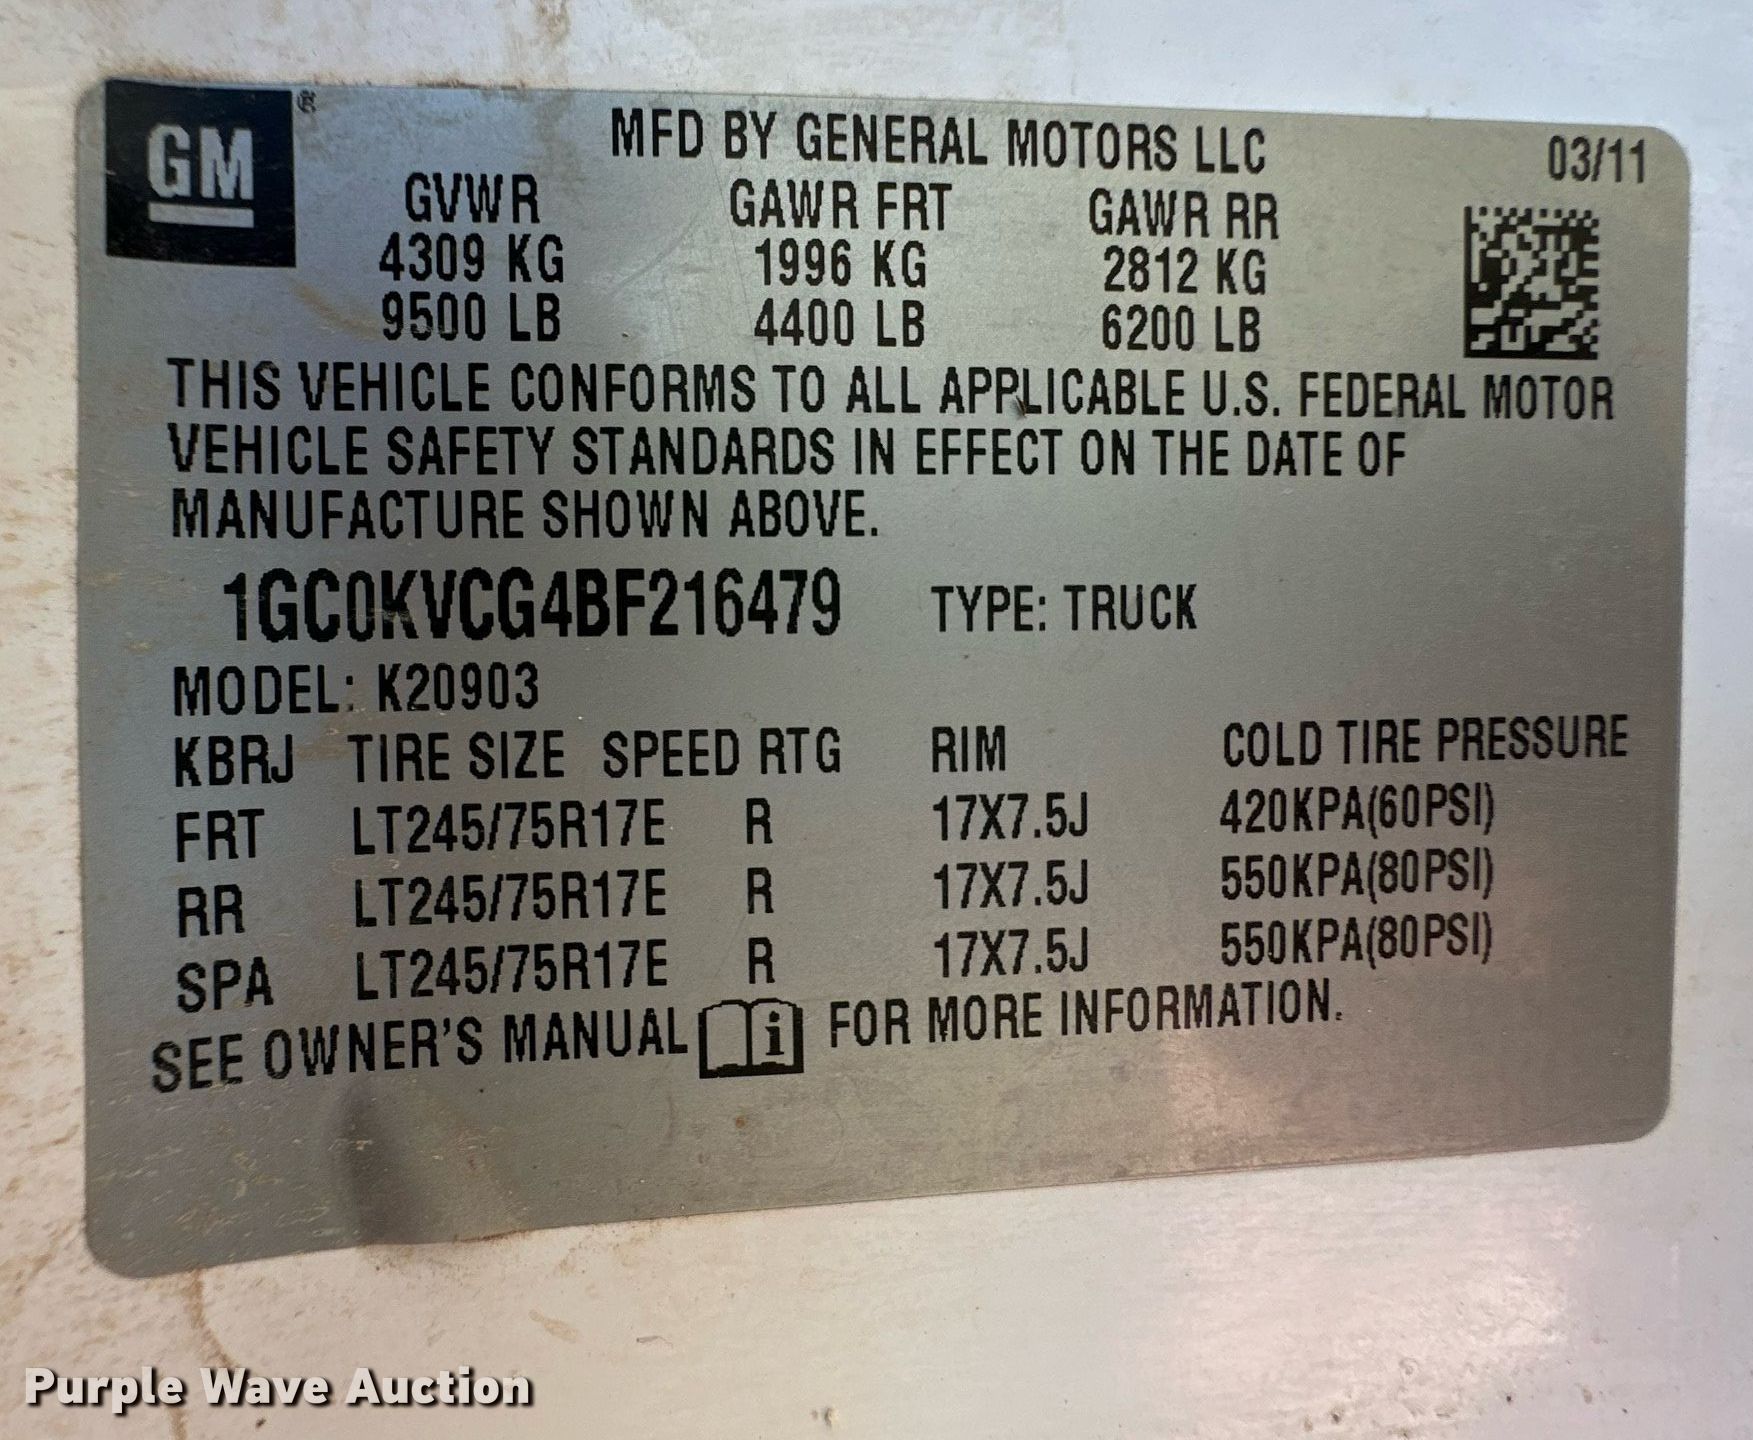 GM ®
MFD BY GENERAL MOTORS LLC 03/11
GVWR GAWR FRT GAWR RR
4309 KG 1996 KG 2812 KG
9500 LB 4400 LB 6200 LB
THIS VEHICLE CONFORMS TO ALL APPLICABLE U.S. FEDERAL MOTOR
VEHICLE SAFETY STANDARDS IN EFFECT ON THE DATE OF
MANUFACTURE SHOWN ABOVE.
1GC0KVCG4BF216479 TYPE: TRUCK
MODEL: K20903
KBRJ TIRE SIZE SPEED RTG RIM COLD TIRE PRESSURE
FRT LT245/75R17E R 17X7.5J 420KPA(60PSI)
RR LT245/75R17E R 17X7.5J 550KPA(80PSI)
SPA LT245/75R17E R 17X7.5J 550KPA(80PSI)
SEE OWNER'S MANUAL i FOR MORE INFORMATION.
Purple Wave Auction